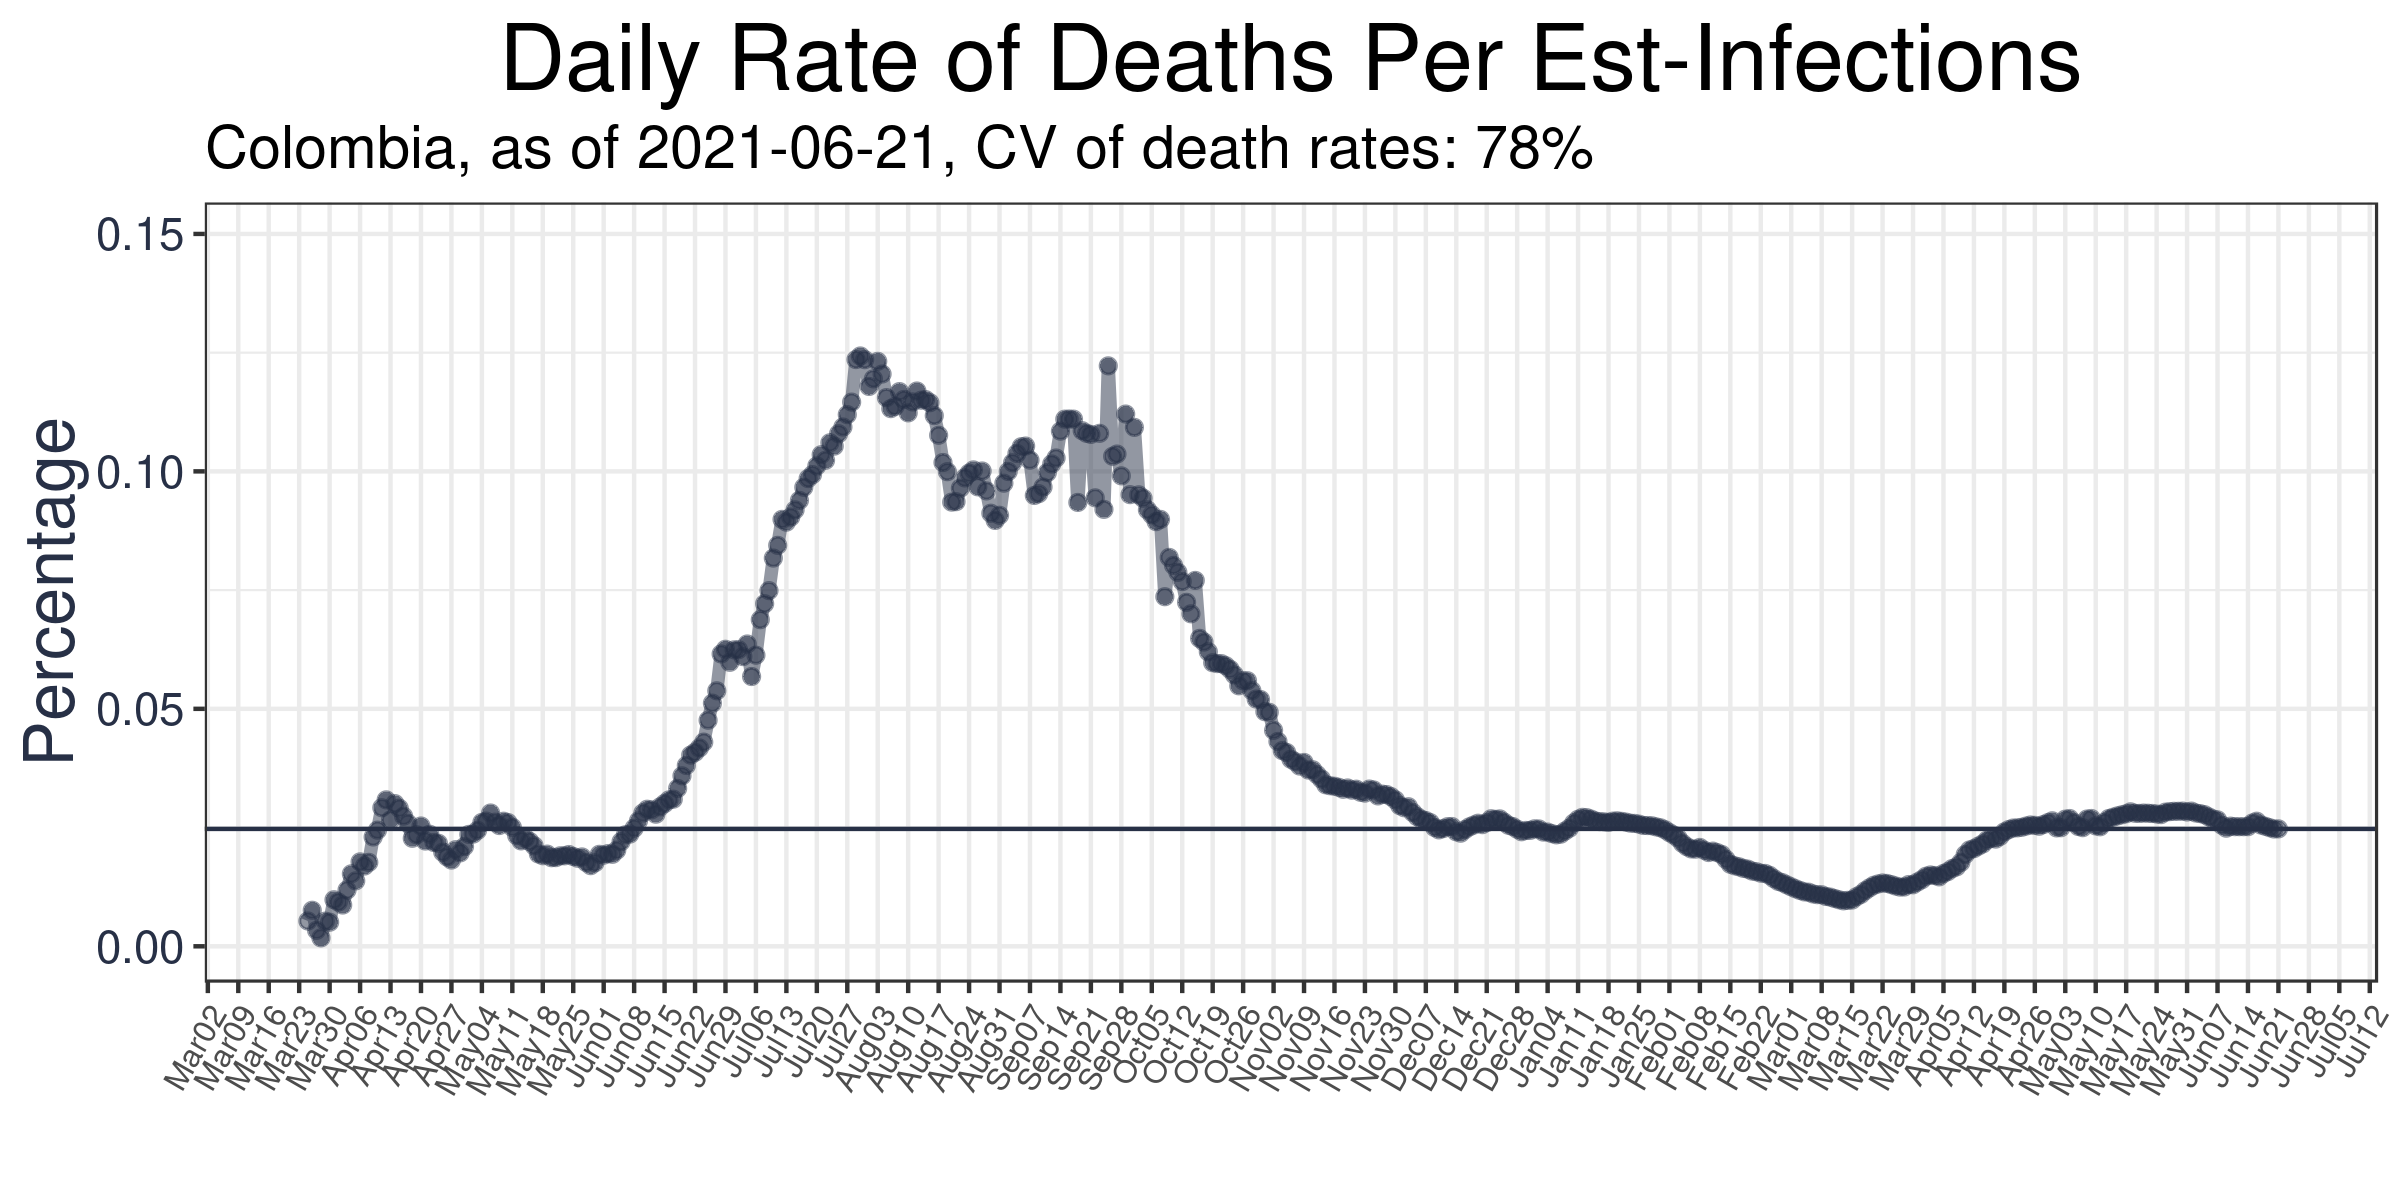 Daily Rate of Deaths Per Est-Infections
Colombia, as of 2021-06-21, CV of death rates: 78%
Percentage
0.15
0.10
0.05
0.00
Mar02
Mar09
Mar16
Mar23
Mar30
Apr06
Apr13
Apr20
Apr27
May04
May11
May18
May25
Jun01
Jun08
Jun15
Jun22
Jun29
Jul06
Jul13
Jul20
Jul27
Aug03
Aug10
Aug17
Aug24
Aug31
Sep07
Sep14
Sep21
Sep28
Oct05
Oct12
Oct19
Oct26
Nov02
Nov09
Nov16
Nov23
Nov30
Dec07
Dec14
Dec21
Dec28
Jan04
Jan11
Jan18
Jan25
Feb01
Feb08
Feb15
Feb22
Mar01
Mar08
Mar15
Mar22
Mar29
Apr05
Apr12
Apr19
Apr26
May03
May10
May17
May24
May31
Jun07
Jun14
Jun21
Jun28
Jul05
Jul12